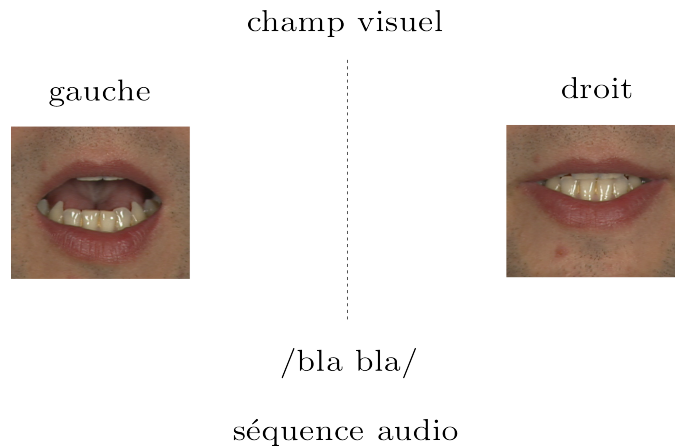 champ visuel
gauche
droit
/bla bla/
séquence audio